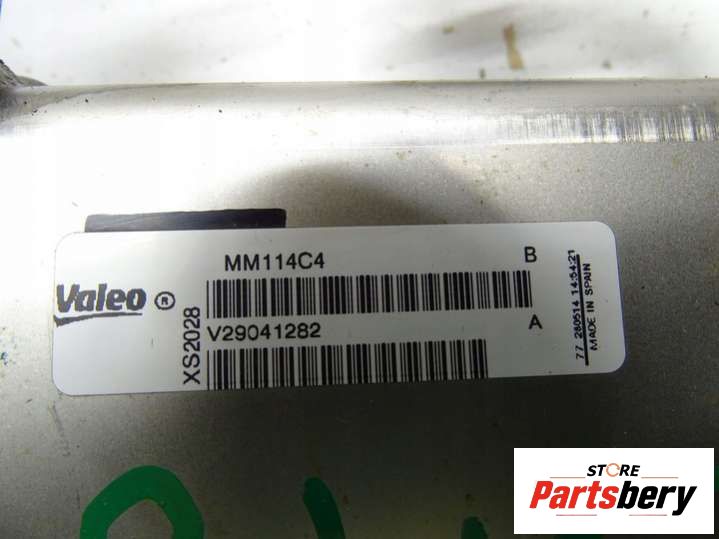 MM114C4 B
Valeo ®
XS2028
V29041282 A
77 280514 14:54:21
MADE IN SPAIN
STORE
Partsbery